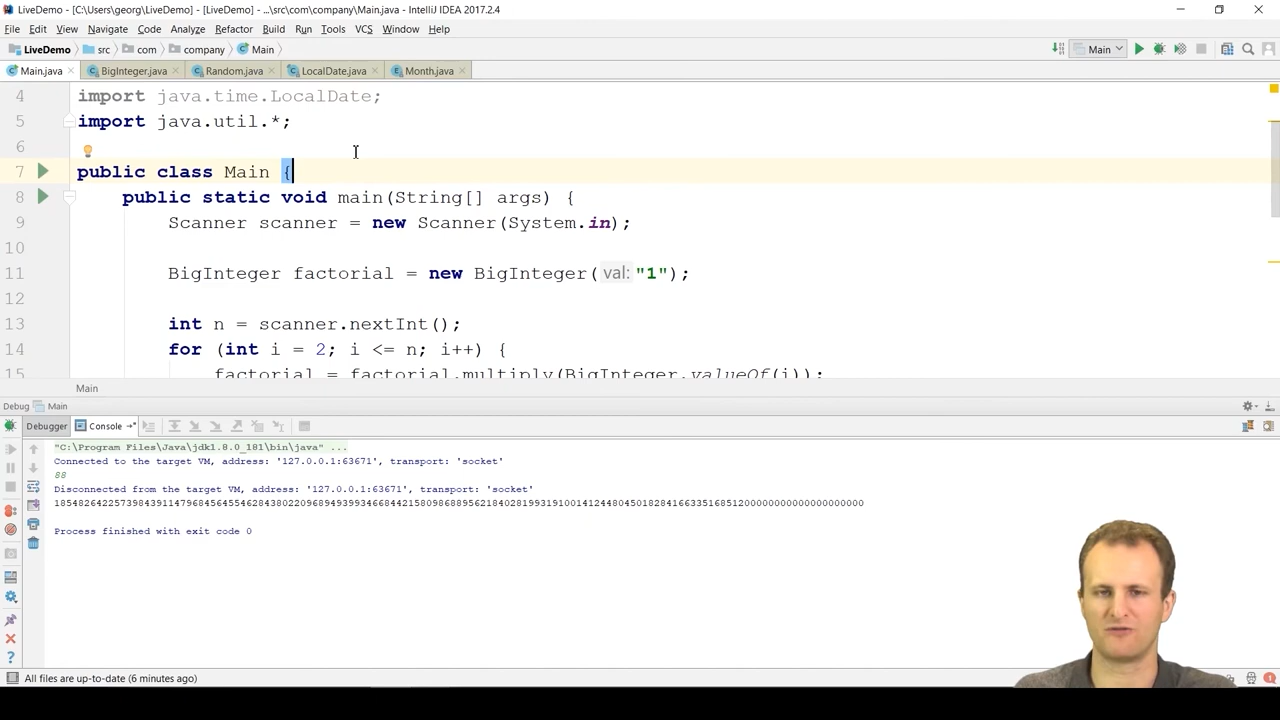 LiveDemo - [C:\Users\georg\LiveDemo] - [LiveDemo] - ...\src\com\company\Main.java - IntelliJ IDEA 2017.2.4
File Edit View Navigate Code Analyze Refactor Build Run Tools VCS Window Help
LiveDemo src com company Main Main
Main.java BigInteger.java Random.java LocalDate.java Month.java
4 import java.time.LocalDate;
5 import java.util.*;
6
7 public class Main {
8 public static void main(String[] args) {
9 Scanner scanner = new Scanner(System.in);
10
11 BigInteger factorial = new BigInteger( val: "1");
12
13 int n = scanner.nextInt();
14 for (int i = 2; i <= n; i++) {
15 factorial = factorial.multiply(BigInteger.valueOf(i));
Main
Debug Main
Debugger Console
"C:\Program Files\Java\jdk1.8.0_181\bin\java" ...
Connected to the target VM, address: '127.0.0.1:63671', transport: 'socket'
88
Disconnected from the target VM, address: '127.0.0.1:63671', transport: 'socket'
Process finished with exit code 0
All files are up-to-date (6 minutes ago)